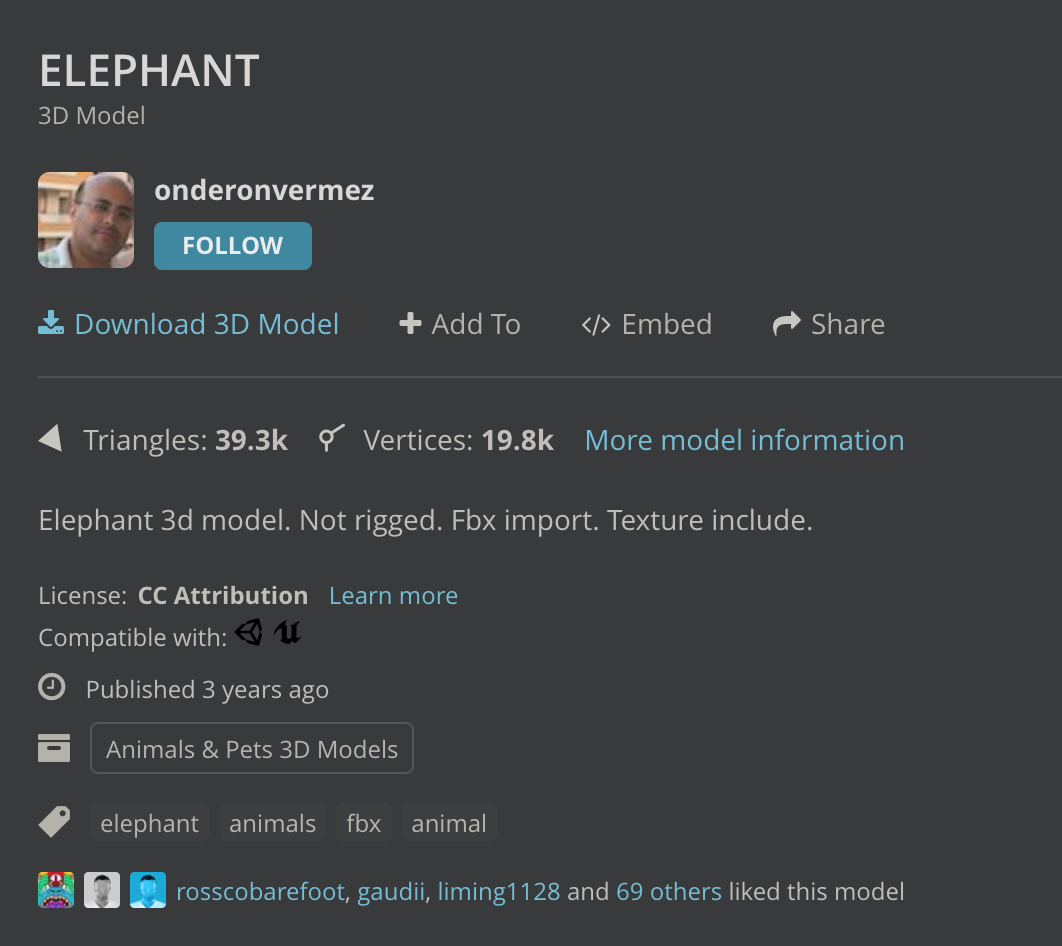 ELEPHANT
3D Model
onderonvermez
FOLLOW
Download 3D Model Add To </> Embed Share
Triangles: 39.3k Vertices: 19.8k More model information
Elephant 3d model. Not rigged. Fbx import. Texture include.
License: CC Attribution Learn more
Compatible with:
Published 3 years ago
Animals & Pets 3D Models
elephant animals fbx animal
rosscobarefoot, gaudii, liming1128 and 69 others liked this model